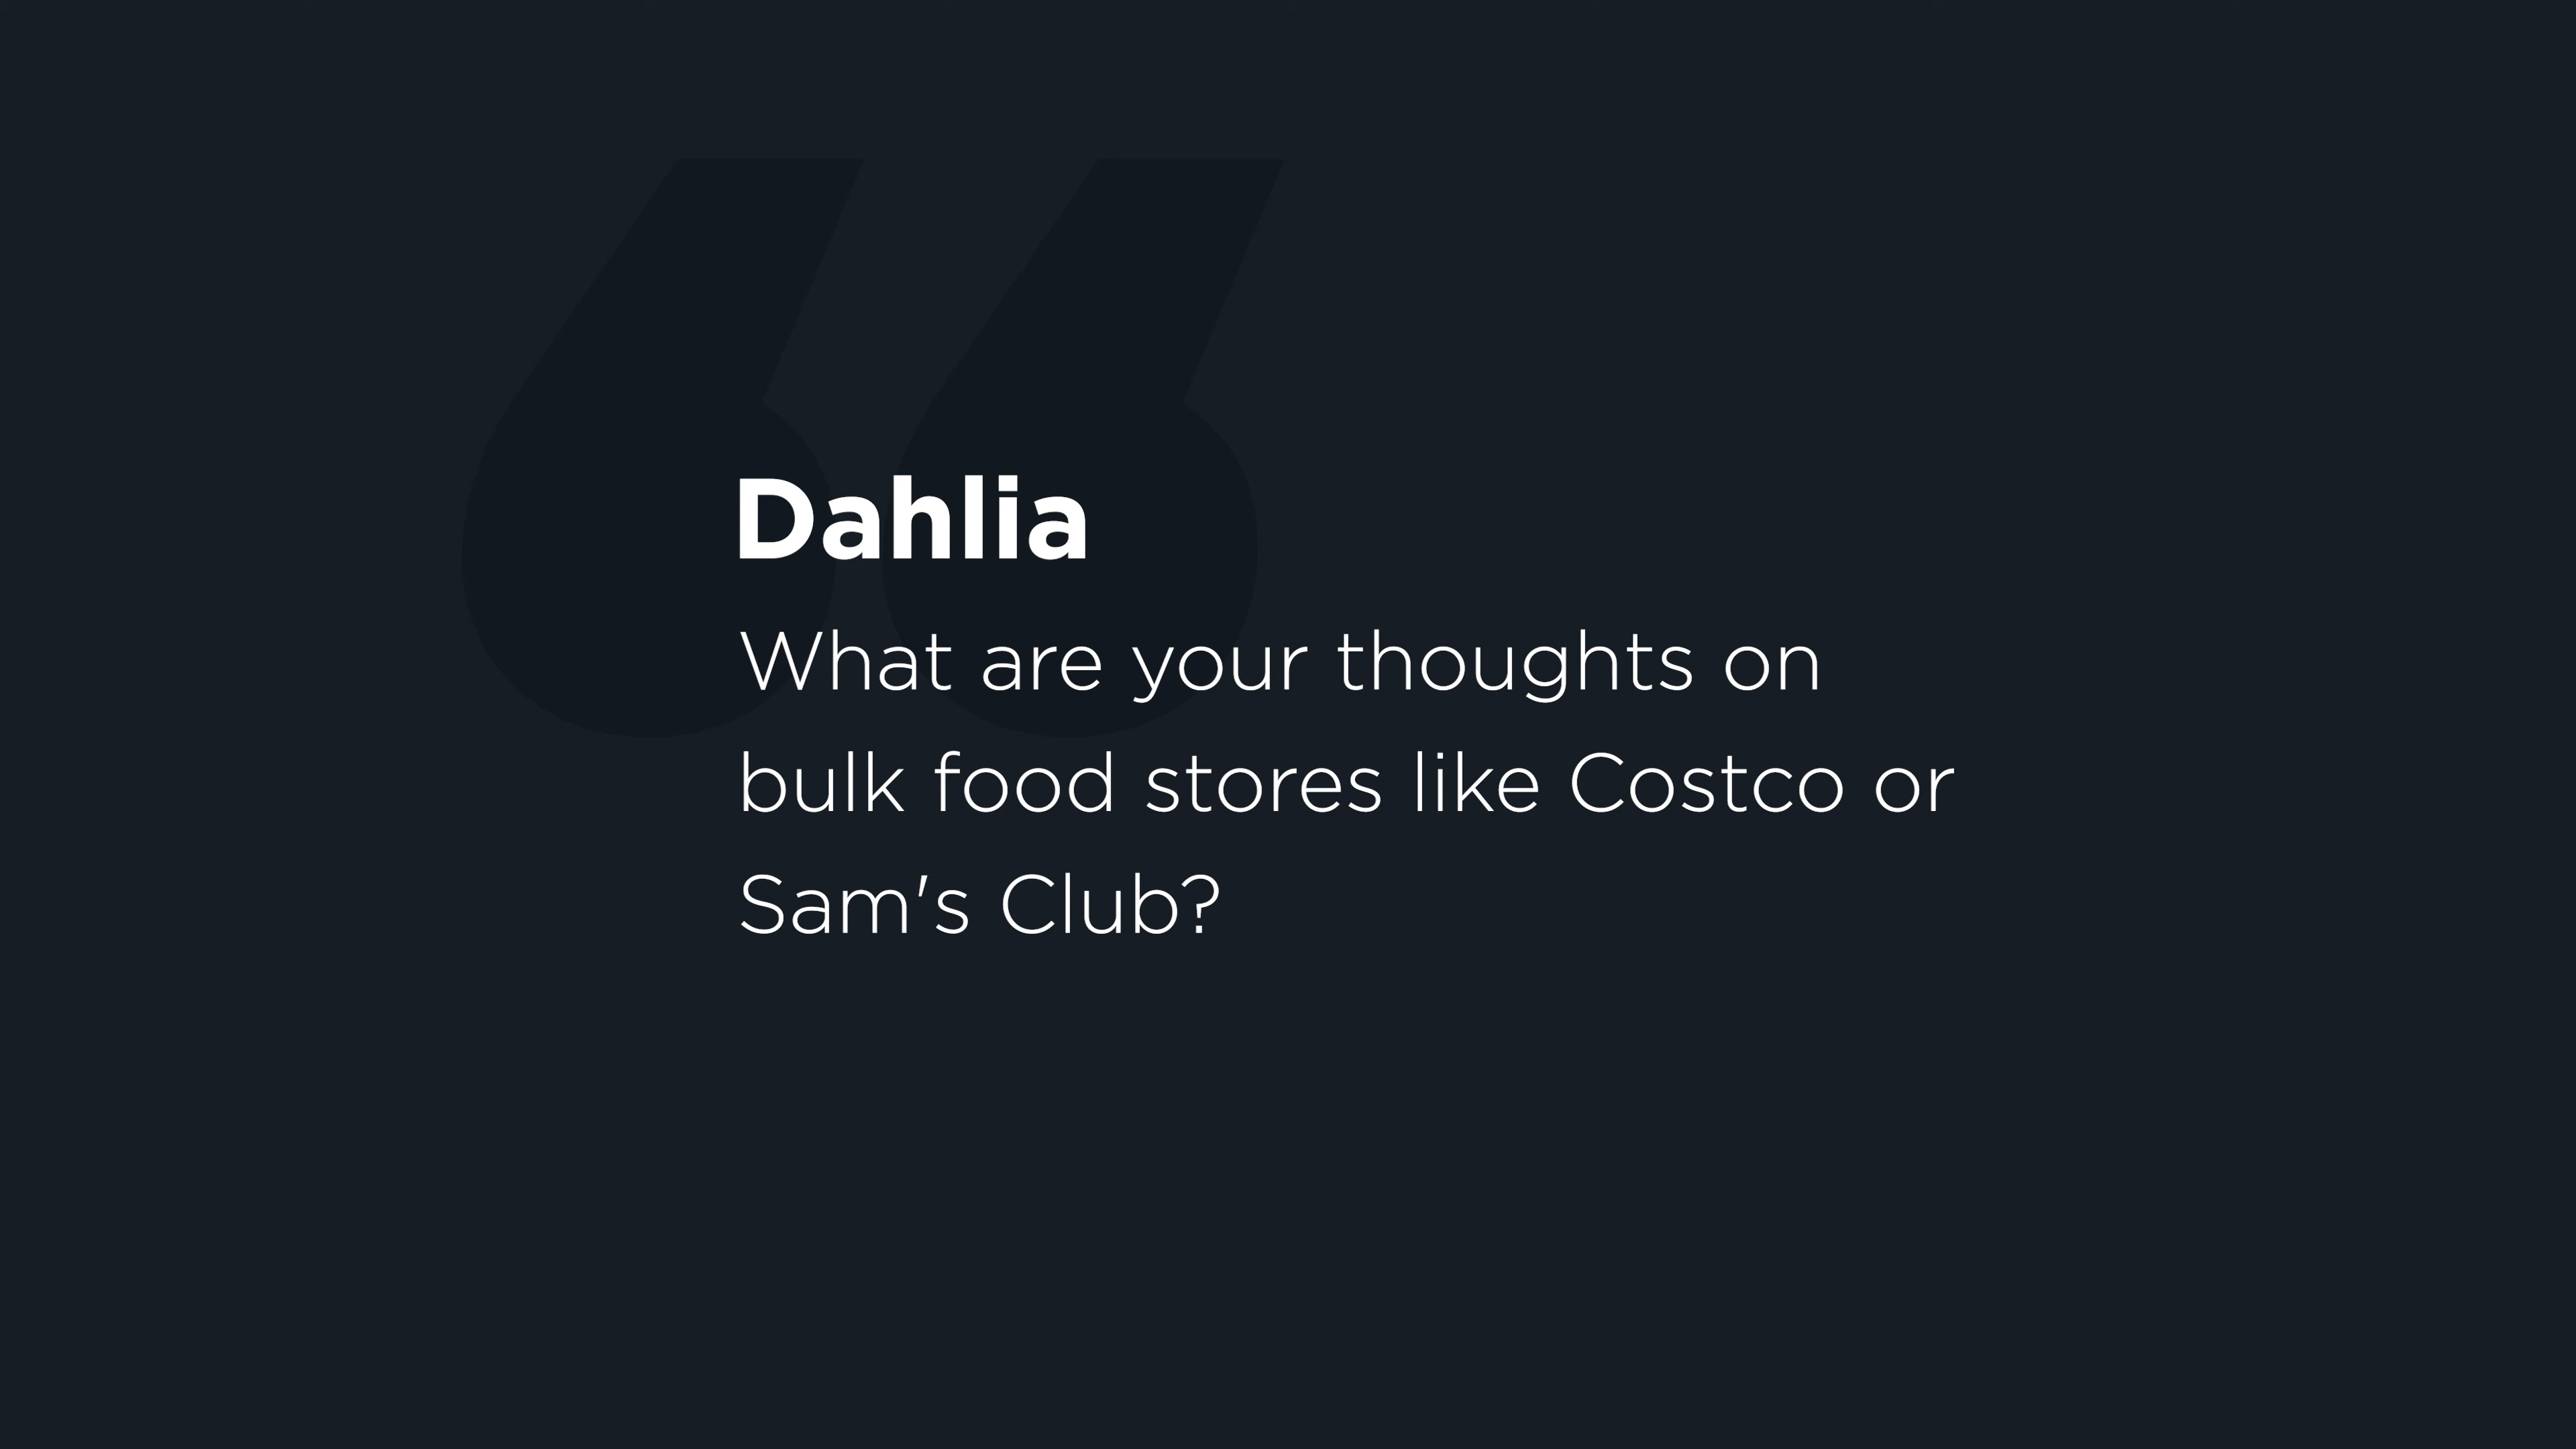 Dahlia
What are your thoughts on
bulk food stores like Costco or
Sam's Club?